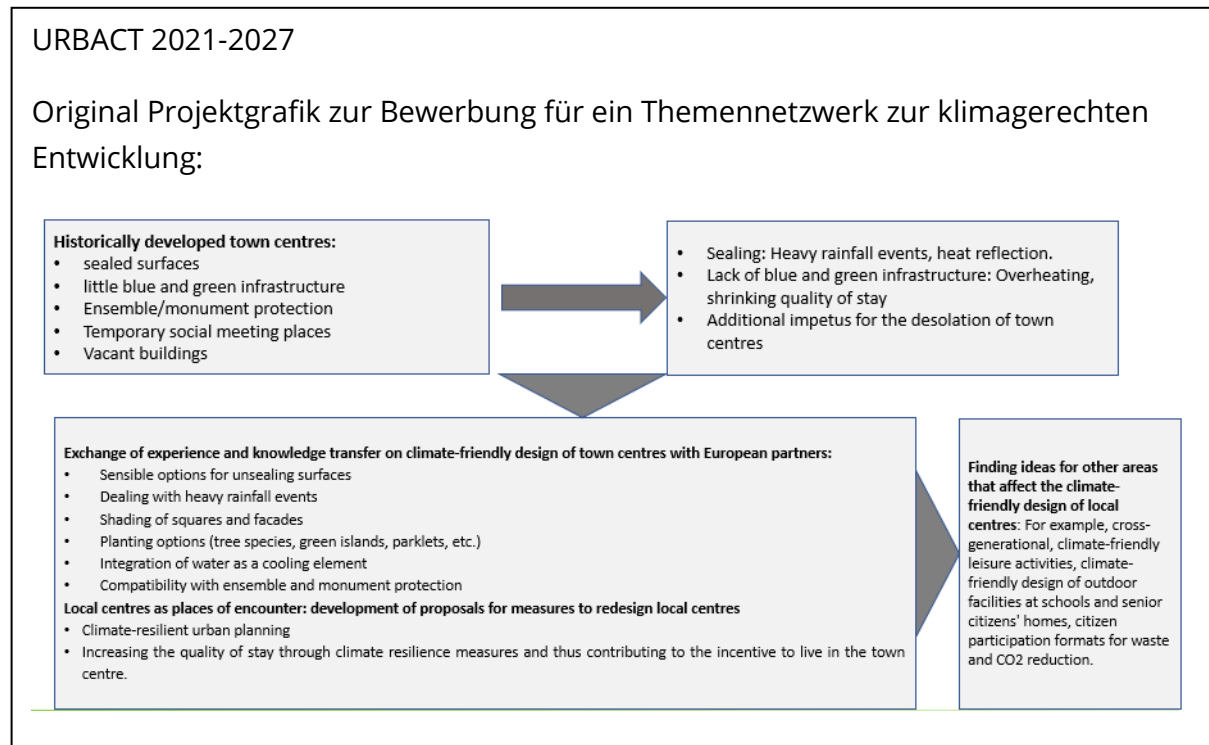 URBACT 2021-2027
Original Projektgrafik zur Bewerbung für ein Themennetzwerk zur klimagerechten
Entwicklung:
Historically developed town centres:
• sealed surfaces
• little blue and green infrastructure
• Ensemble/monument protection
• Temporary social meeting places
• Vacant buildings
• Sealing: Heavy rainfall events, heat reflection.
• Lack of blue and green infrastructure: Overheating,
shrinking quality of stay
• Additional impetus for the desolation of town
centres
Exchange of experience and knowledge transfer on climate-friendly design of town centres with European partners:
• Sensible options for unsealing surfaces
• Dealing with heavy rainfall events
• Shading of squares and facades
• Planting options (tree species, green islands, parklets, etc.)
• Integration of water as a cooling element
• Compatibility with ensemble and monument protection
Local centres as places of encounter: development of proposals for measures to redesign local centres
• Climate-resilient urban planning
• Increasing the quality of stay through climate resilience measures and thus contributing to the incentive to live in the town
centre.
Finding ideas for other areas
that affect the climate-
friendly design of local
centres: For example, cross-
generational, climate-friendly
leisure activities, climate-
friendly design of outdoor
facilities at schools and senior
citizens' homes, citizen
participation formats for waste
and CO2 reduction.